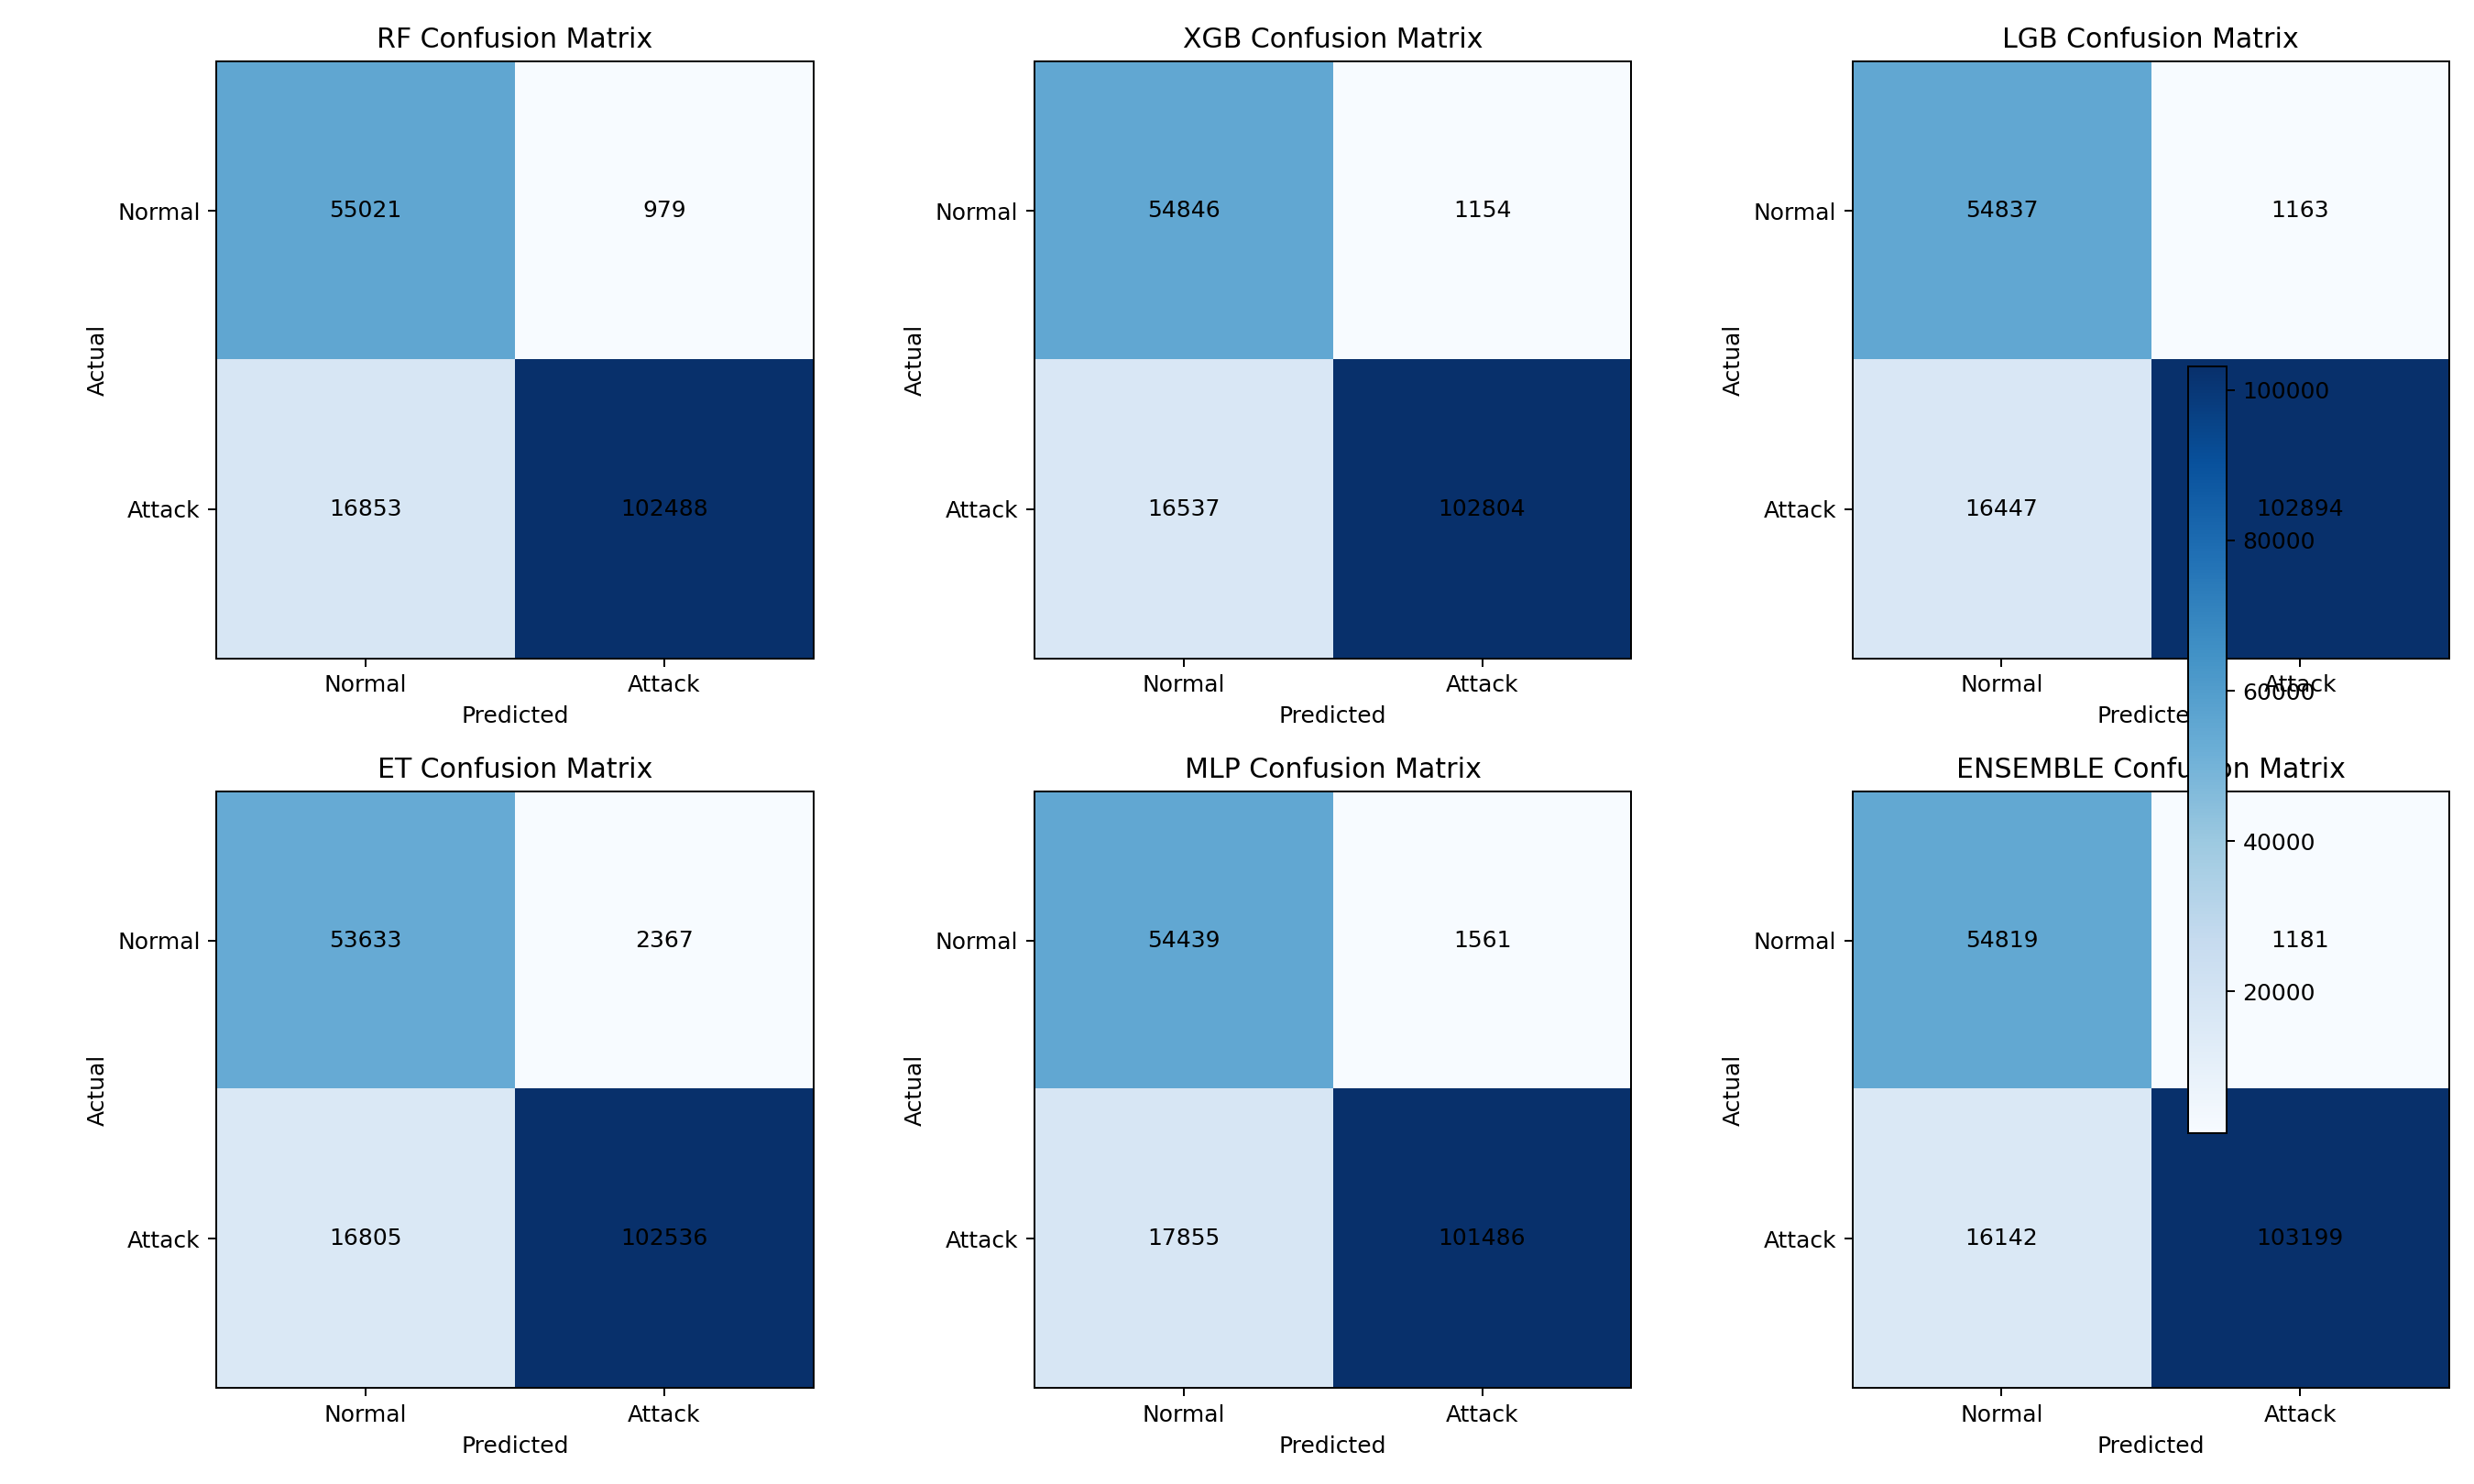 RF Confusion Matrix
Normal 55021 979
Actual
Attack 16853 102488
Normal Attack
Predicted
XGB Confusion Matrix
Normal 54846 1154
Actual
Attack 16537 102804
Normal Attack
Predicted
LGB Confusion Matrix
Normal 54837 1163
Actual
Attack 16447 102894
Normal Attack
Predicte
100000
80000
60000
40000
20000
ET Confusion Matrix
Normal 53633 2367
Actual
Attack 16805 102536
Normal Attack
Predicted
MLP Confusion Matrix
Normal 54439 1561
Actual
Attack 17855 101486
Normal Attack
Predicted
ENSEMBLE Confusion Matrix
Normal 54819 1181
Actual
Attack 16142 103199
Normal Attack
Predicted